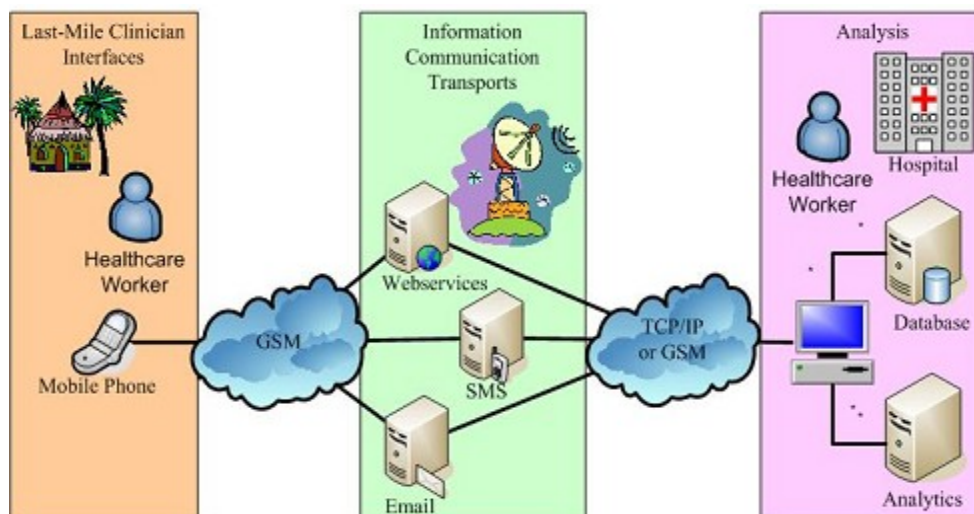 Last-Mile Clinician
Interfaces
Healthcare
Worker
Mobile Phone
GSM
Information
Communication
Transports
Webservices
SMS
Email
TCP/IP
or GSM
Analysis
Healthcare
Worker
Hospital
Database
Analytics